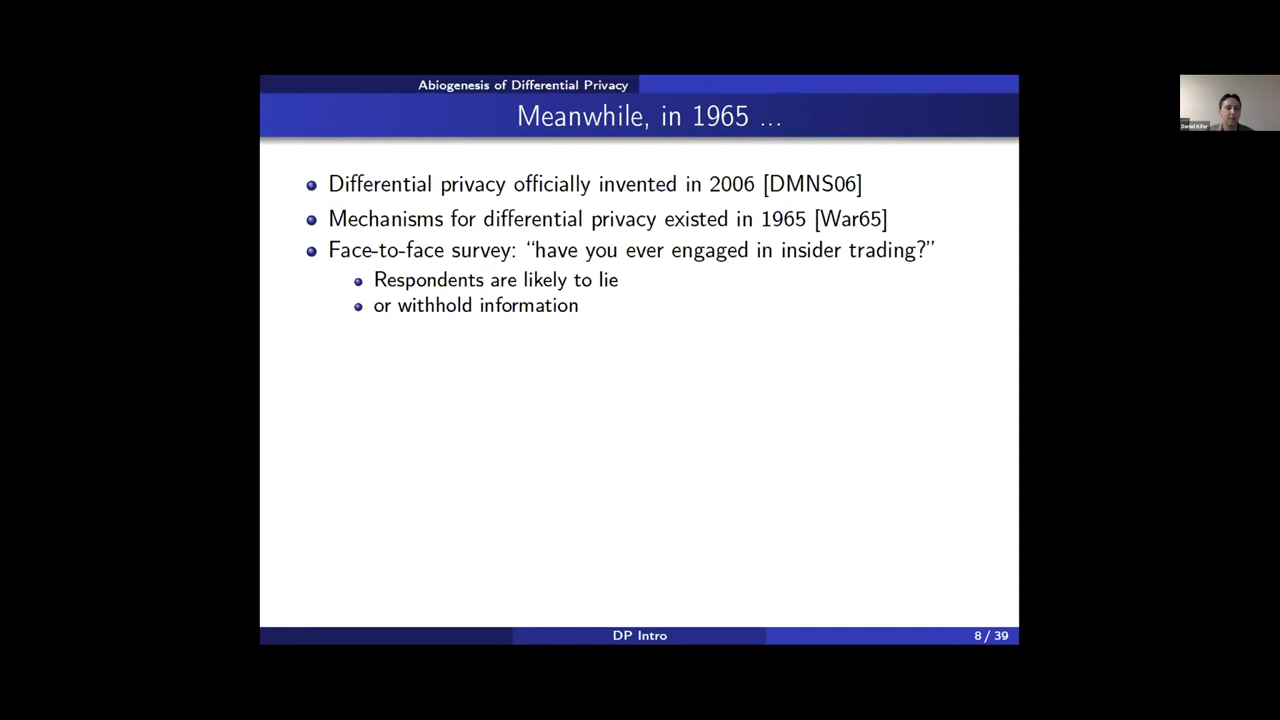 Abiogenesis of Differential Privacy
Meanwhile, in 1965 ...
Differential privacy officially invented in 2006 [DMNS06]
Mechanisms for differential privacy existed in 1965 [War65]
Face-to-face survey: “have you ever engaged in insider trading?”
Respondents are likely to lie
or withhold information
DP Intro
8 / 39
Daniel Kifer